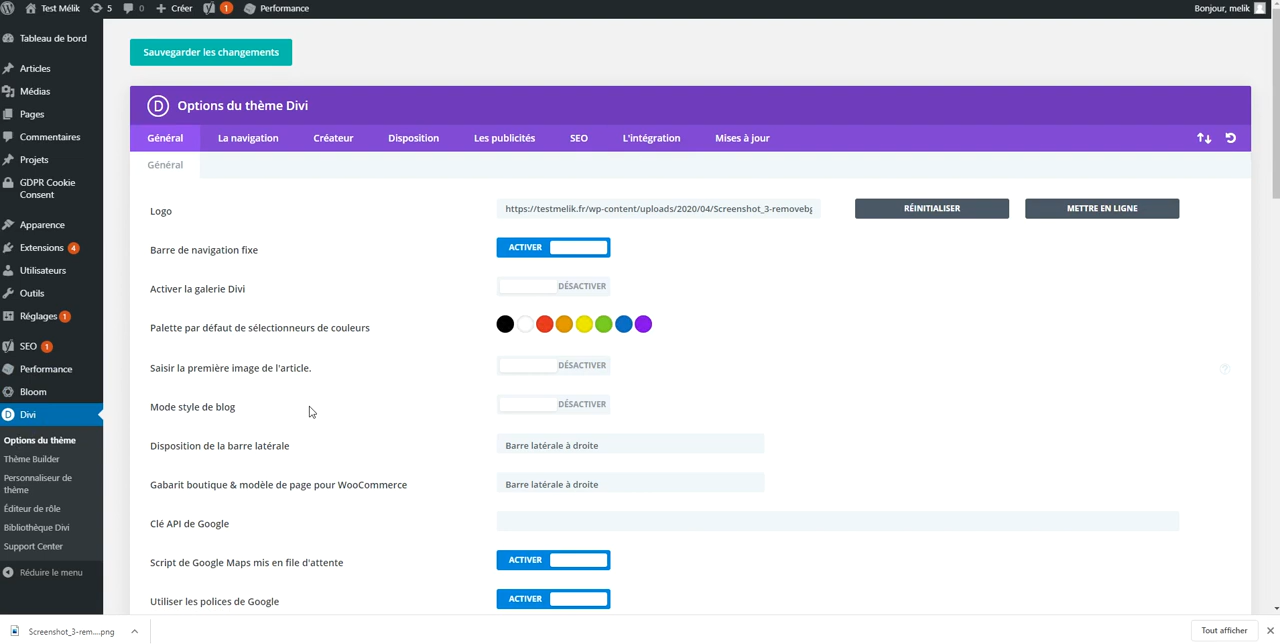 Test Mélik 5 0 Créer 1 Performance Bonjour, melik
Tableau de bord
Articles
Médias
Pages
Commentaires
Projets
GDPR Cookie
Consent
Apparence
Extensions 4
Utilisateurs
Outils
Réglages 1
SEO 1
Performance
Bloom
Divi
Options du thème
Thème Builder
Personnaliseur de
thème
Éditeur de rôle
Bibliothèque Divi
Support Center
Réduire le menu
Sauvegarder les changements
D Options du thème Divi
Général La navigation Créateur Disposition Les publicités SEO L'intégration Mises à jour
Général
Logo https://testmelik.fr/wp-content/uploads/2020/04/Screenshot_3-removebg RÉINITIALISER METTRE EN LIGNE
Barre de navigation fixe ACTIVER
Activer la galerie Divi DÉSACTIVER
Palette par défaut de sélectionneurs de couleurs
Saisir la première image de l'article. DÉSACTIVER
Mode style de blog DÉSACTIVER
Disposition de la barre latérale Barre latérale à droite
Gabarit boutique & modèle de page pour WooCommerce Barre latérale à droite
Clé API de Google
Script de Google Maps mis en file d'attente ACTIVER
Utiliser les polices de Google ACTIVER
Screenshot_3-rem....png Tout afficher